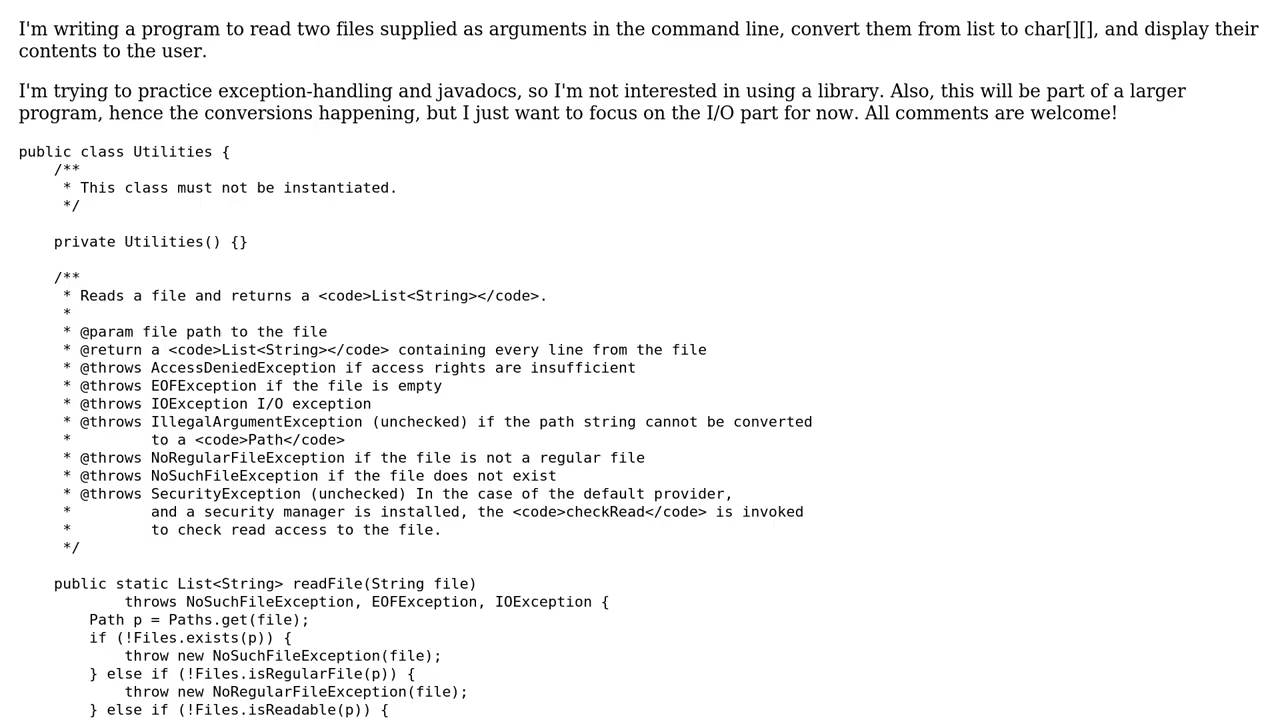 I'm writing a program to read two files supplied as arguments in the command line, convert them from list to char[][], and display their
contents to the user.
I'm trying to practice exception-handling and javadocs, so I'm not interested in using a library. Also, this will be part of a larger
program, hence the conversions happening, but I just want to focus on the I/O part for now. All comments are welcome!
public class Utilities {
    /**
     * This class must not be instantiated.
     */
    private Utilities() {}
    /**
     * Reads a file and returns a <code>List<String></code>.
     *
     * @param file path to the file
     * @return a <code>List<String></code> containing every line from the file
     * @throws AccessDeniedException if access rights are insufficient
     * @throws EOFException if the file is empty
     * @throws IOException I/O exception
     * @throws IllegalArgumentException (unchecked) if the path string cannot be converted
     *         to a <code>Path</code>
     * @throws NoRegularFileException if the file is not a regular file
     * @throws NoSuchFileException if the file does not exist
     * @throws SecurityException (unchecked) In the case of the default provider,
     *         and a security manager is installed, the <code>checkRead</code> is invoked
     *         to check read access to the file.
     */
    public static List<String> readFile(String file)
            throws NoSuchFileException, EOFException, IOException {
        Path p = Paths.get(file);
        if (!Files.exists(p)) {
            throw new NoSuchFileException(file);
        } else if (!Files.isRegularFile(p)) {
            throw new NoRegularFileException(file);
        } else if (!Files.isReadable(p)) {